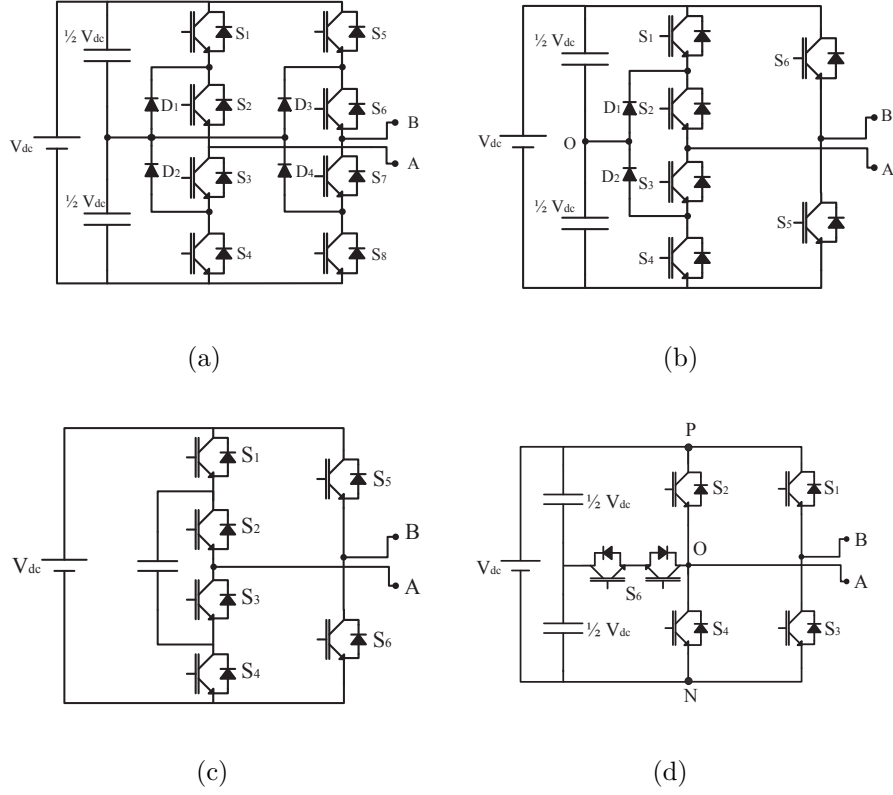 ½ Vdc
S1
S5
D1
S2
D3
S6
B
Vdc
A
D2
S3
D4
S7
½ Vdc
S4
S8
(a)
½ Vdc
S1
S6
D1
S2
B
Vdc
O
A
D2
S3
½ Vdc
S5
S4
(b)
S1
S5
S2
B
Vdc
A
S3
S6
S4
(c)
P
S2
S1
½ Vdc
O
B
Vdc
A
S6
½ Vdc
S4
S3
N
(d)